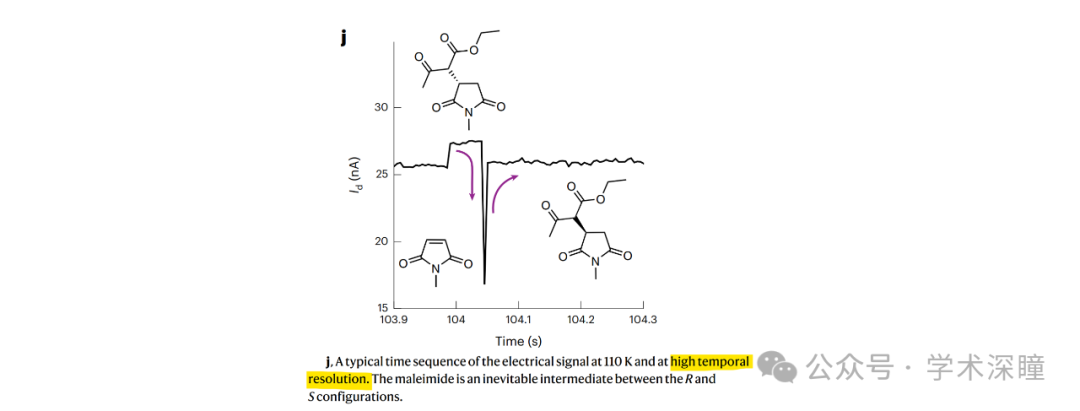 j
30
25
20
15
I_d (nA)
103.9 104 104.1 104.2 104.3
Time (s)
O
O
O
O
N
O
O
N
O
O
O
O
O
N
O
j, A typical time sequence of the electrical signal at 110 K and at high temporal
resolution. The maleimide is an inevitable intermediate between the R and
S configurations.
公众号 · 学术深瞳